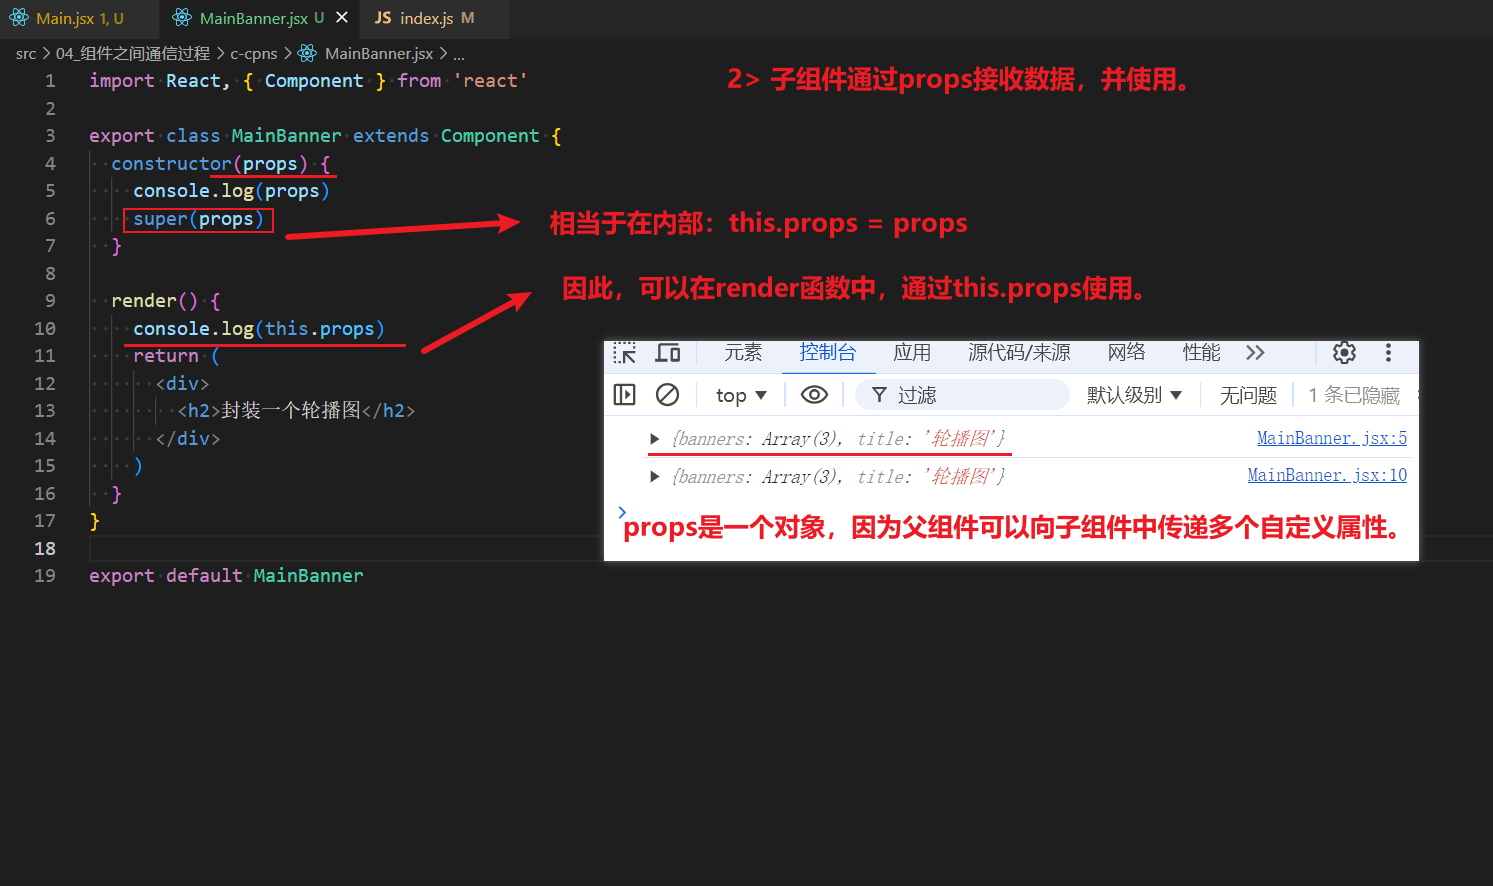 Main.jsx 1, U
MainBanner.jsx U
JS index.js M
src > 04_组件之间通信过程 > c-cpns > MainBanner.jsx > ...
2> 子组件通过props接收数据，并使用。
1 import React, { Component } from 'react'
2
3 export class MainBanner extends Component {
4 constructor(props) {
5 console.log(props)
6 super(props)
相当于在内部：this.props = props
7 }
8
因此，可以在render函数中，通过this.props使用。
9 render() {
10 console.log(this.props)
11 return (
12 <div>
13 <h2>封装一个轮播图</h2>
14 </div>
15 )
16 }
17 }
18
19 export default MainBanner
元素 控制台 应用 源代码/来源 网络 性能
top ▼ 过滤 默认级别 ▼ 无问题 1 条已隐藏
▶ {banners: Array(3), title: '轮播图'} MainBanner.jsx:5
▶ {banners: Array(3), title: '轮播图'} MainBanner.jsx:10
>
props是一个对象，因为父组件可以向子组件中传递多个自定义属性。